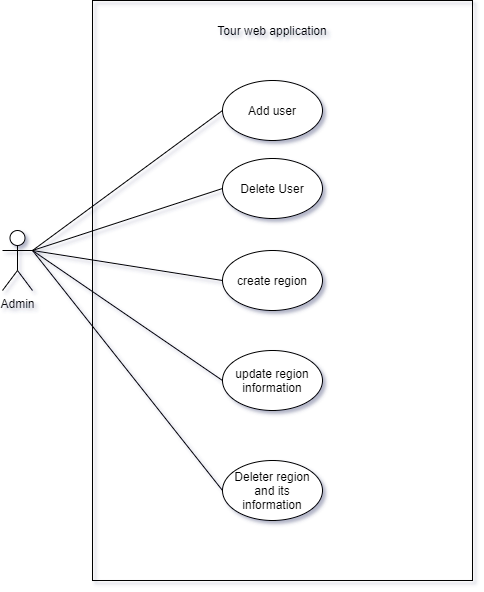 Tour web application
Add user
Delete User
create region
Admin
update region
information
Deleter region
and its
information